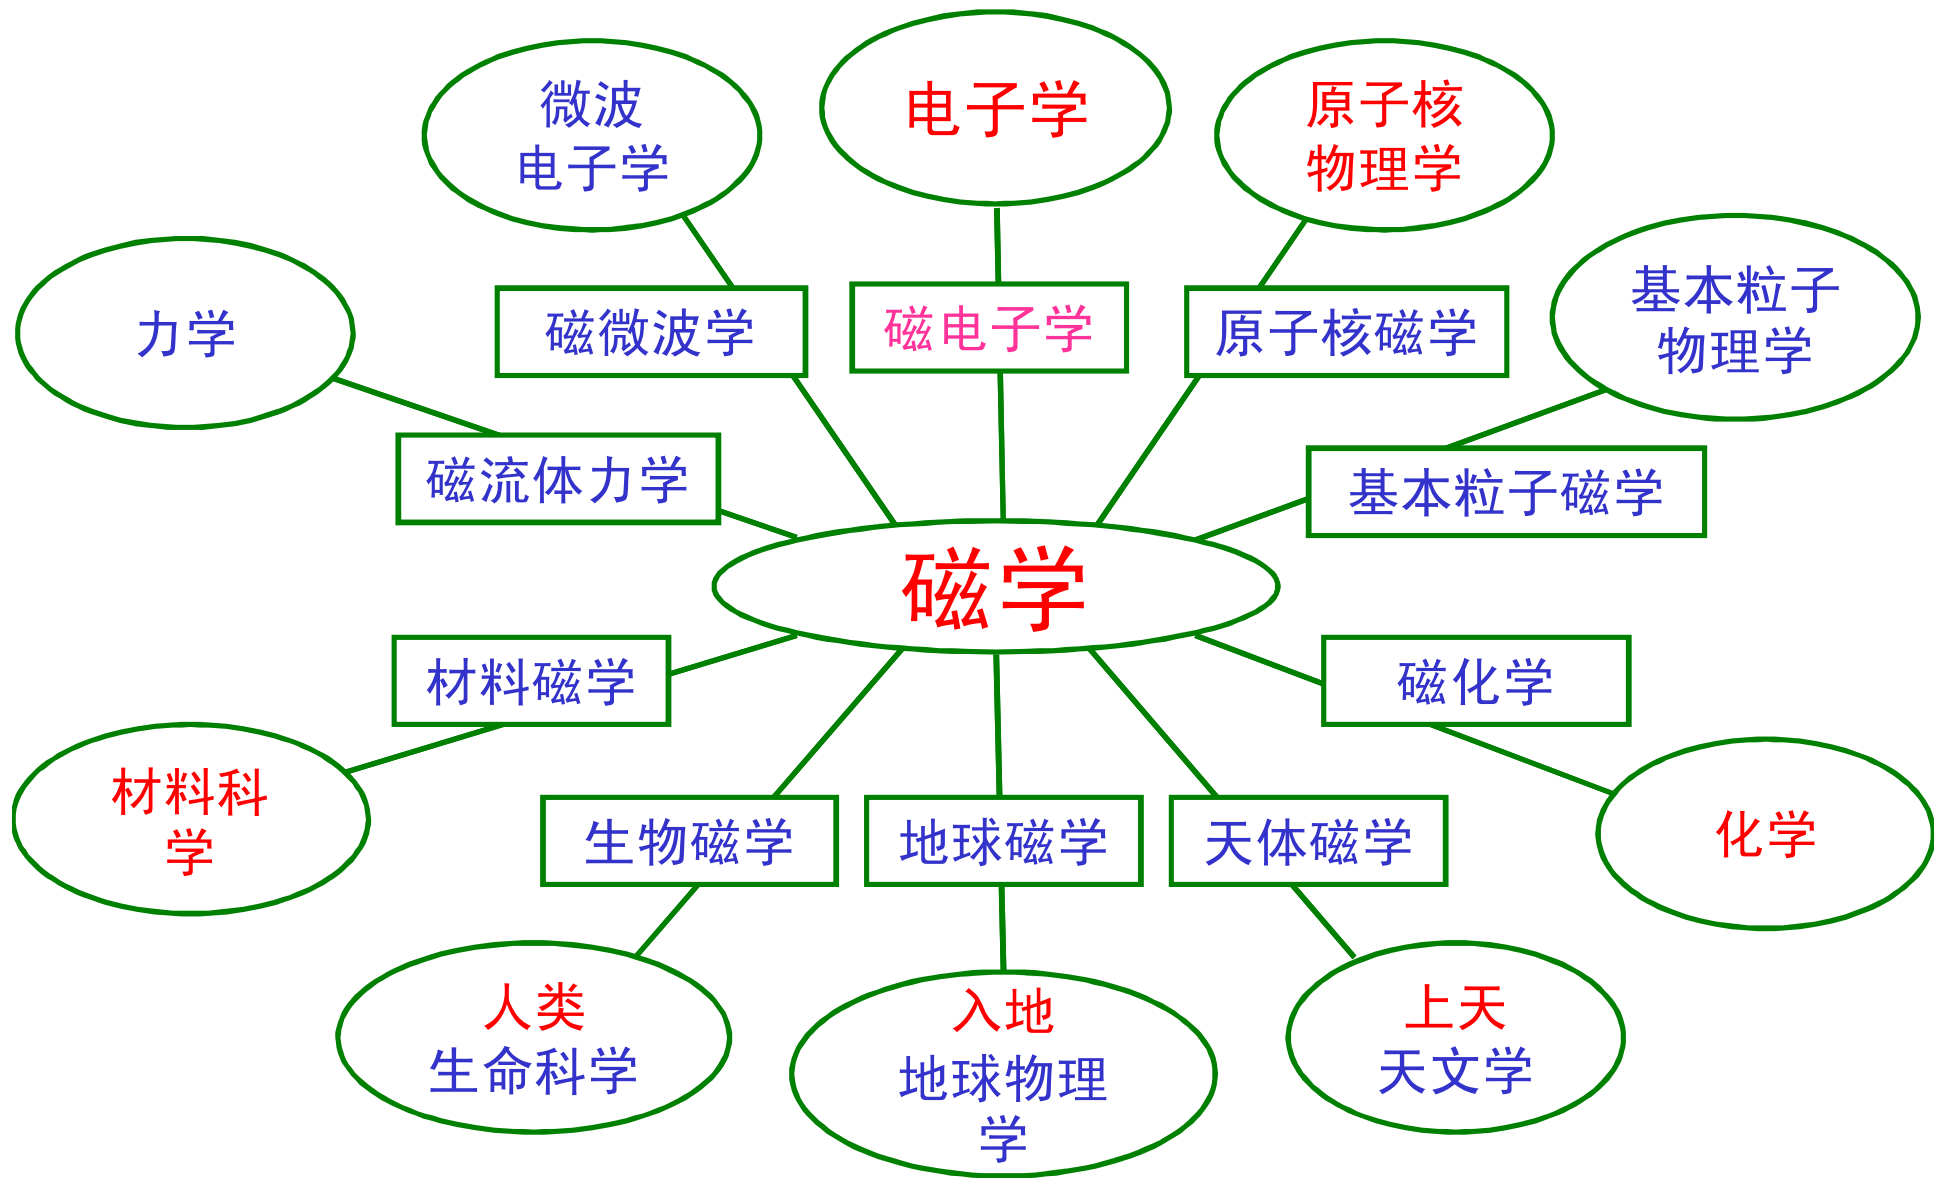 电子学
微波
电子学
原子核
物理学
力学
基本粒子
物理学
磁微波学
磁电子学
原子核磁学
磁流体力学
基本粒子磁学
磁学
材料磁学
磁化学
材料科
学
生物磁学
地球磁学
天体磁学
化学
人类
生命科学
入地
地球物理
学
上天
天文学